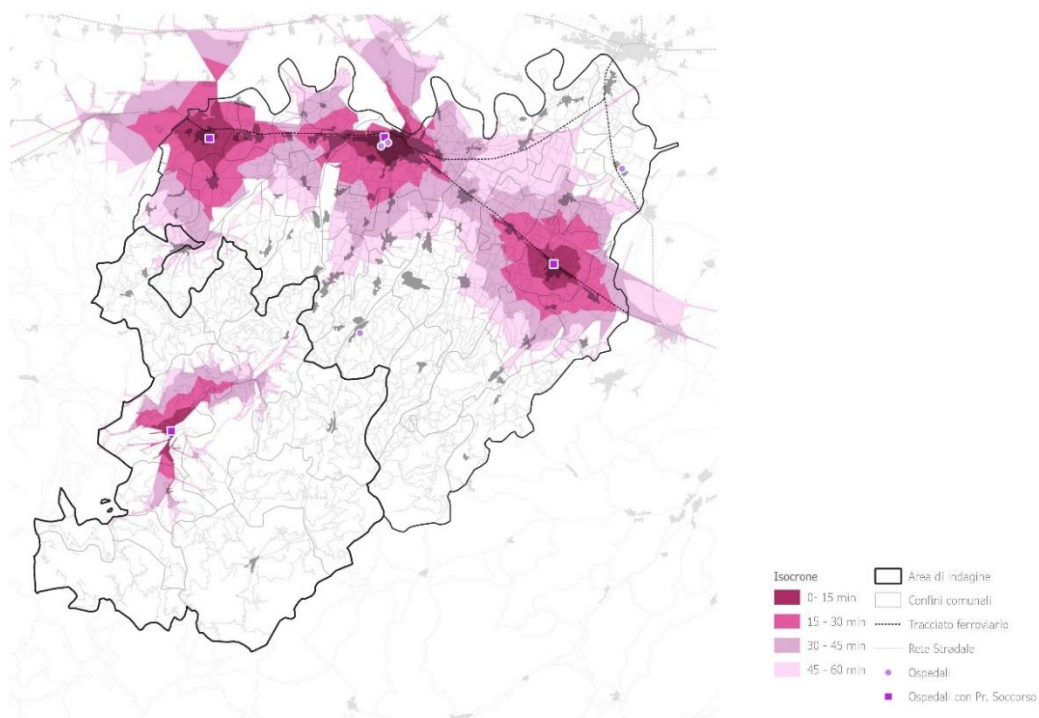 Isocrone
0- 15 min
15 - 30 min
30 - 45 min
45 - 60 min
Area di indagine
Confini comunali
Tracciato ferroviario
Rete Stradale
Ospedali
Ospedali con Pr. Soccorso